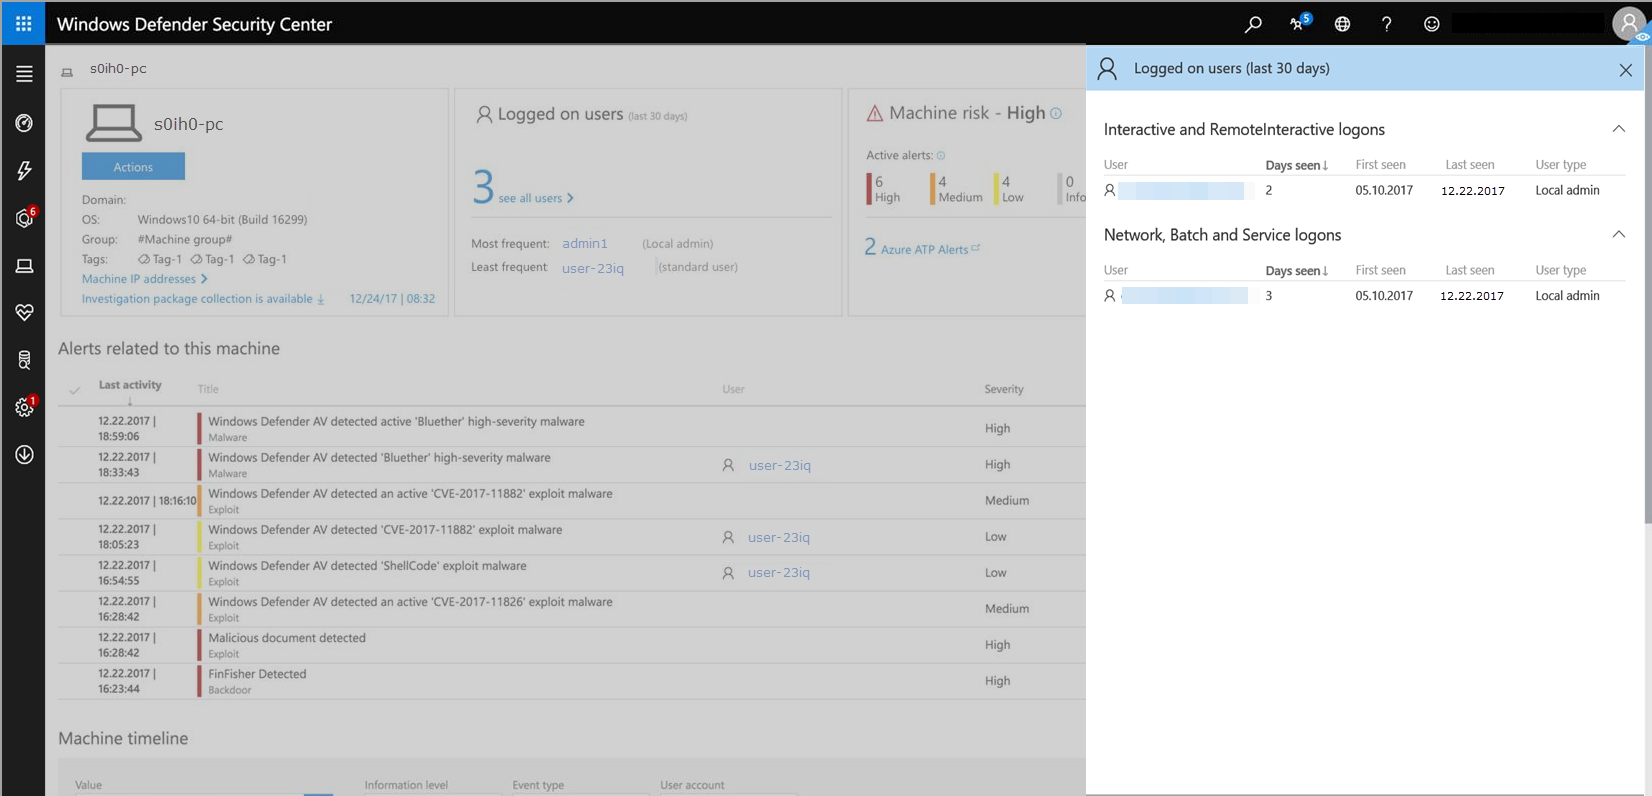 Windows Defender Security Center
5
?
s0ih0-pc
s0ih0-pc
Actions
Domain:
OS: Windows10 64-bit (Build 16299)
Group: #Machine group#
Tags: Tag-1 Tag-1 Tag-1
Machine IP addresses
Investigation package collection is available 12/24/17 | 08:32
Logged on users (last 30 days)
3 see all users
Most frequent: admin1 (Local admin)
Least frequent user-23iq (standard user)
Machine risk - High
Active alerts:
6 High
4 Medium
4 Low
0 Info
2 Azure ATP Alerts
6
1
Alerts related to this machine
Last activity Title User Severity
12.22.2017 | 18:59:06 Windows Defender AV detected active 'Bluether' high-severity malware High
Malware
12.22.2017 | 18:33:43 Windows Defender AV detected 'Bluether' high-severity malware user-23iq High
Malware
12.22.2017 | 18:16:10 Windows Defender AV detected an active 'CVE-2017-11882' exploit malware Medium
Exploit
12.22.2017 | 18:05:23 Windows Defender AV detected 'CVE-2017-11882' exploit malware user-23iq Low
Exploit
12.22.2017 | 16:54:55 Windows Defender AV detected 'ShellCode' exploit malware user-23iq Low
Exploit
12.22.2017 | 16:28:42 Windows Defender AV detected an active 'CVE-2017-11826' exploit malware Medium
Exploit
12.22.2017 | 16:28:42 Malicious document detected High
Exploit
12.22.2017 | 16:23:44 FinFisher Detected High
Backdoor
Machine timeline
Value Information level Event type User account
Logged on users (last 30 days)
Interactive and RemoteInteractive logons
User Days seen First seen Last seen User type
2 05.10.2017 12.22.2017 Local admin
Network, Batch and Service logons
User Days seen First seen Last seen User type
3 05.10.2017 12.22.2017 Local admin